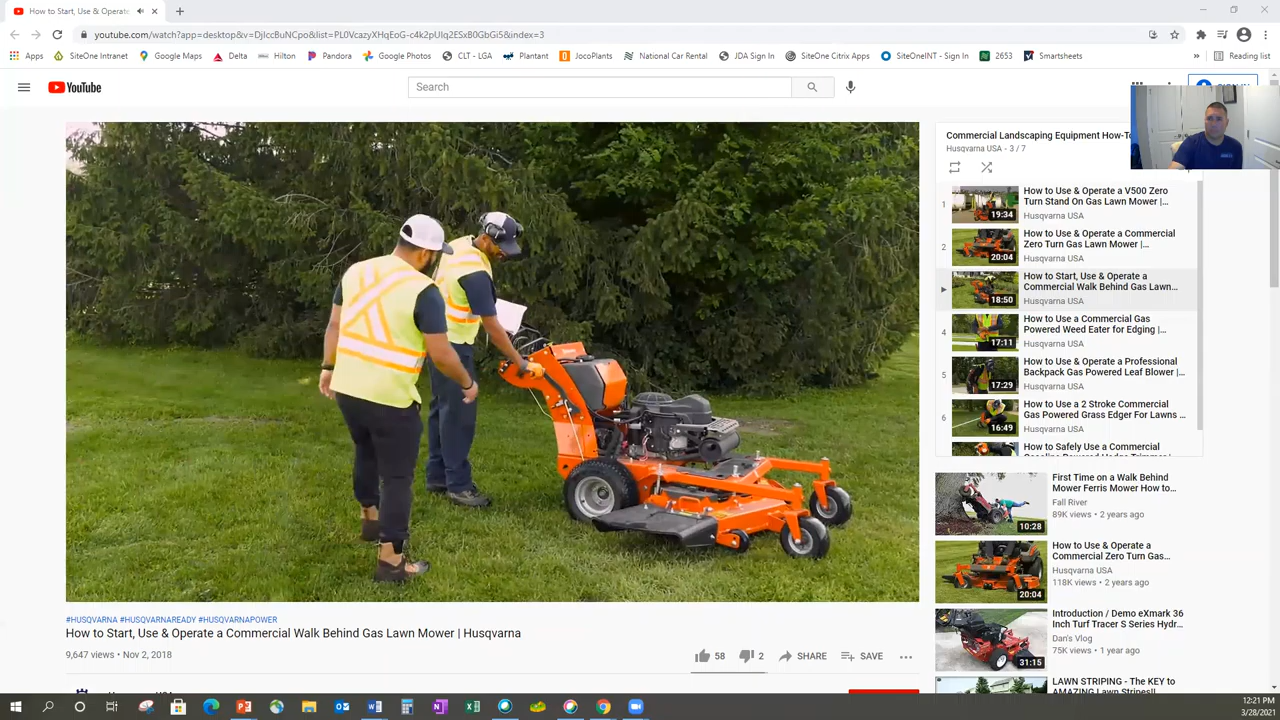 How to Start, Use & Operate
youtube.com/watch?app=desktop&v=DjIccBuNCpo&list=PL0VcazyXHqEoG-c4k2pUIq2ESxB0GbGi5&index=3
Apps
SiteOne Intranet
Google Maps
Delta
Hilton
Pandora
Google Photos
CLT - LGA
Plantant
JocoPlants
National Car Rental
JDA Sign In
SiteOne Citrix Apps
SiteOneINT - Sign In
2653
Smartsheets
»
Reading list
YouTube
Search
Commercial Landscaping Equipment How-To
Husqvarna USA - 3 / 7
1
19:34
How to Use & Operate a V500 Zero
Turn Stand On Gas Lawn Mower |...
Husqvarna USA
2
20:04
How to Use & Operate a Commercial
Zero Turn Gas Lawn Mower |...
Husqvarna USA
18:50
How to Start, Use & Operate a
Commercial Walk Behind Gas Lawn...
Husqvarna USA
4
17:11
How to Use a Commercial Gas
Powered Weed Eater for Edging |...
Husqvarna USA
5
17:29
How to Use & Operate a Professional
Backpack Gas Powered Leaf Blower |...
Husqvarna USA
6
16:49
How to Use a 2 Stroke Commercial
Gas Powered Grass Edger For Lawns ...
Husqvarna USA
How to Safely Use a Commercial
10:28
First Time on a Walk Behind
Mower Ferris Mower How to...
Fall River
89K views • 2 years ago
20:04
How to Use & Operate a
Commercial Zero Turn Gas...
Husqvarna USA
118K views • 2 years ago
31:15
Introduction / Demo eXmark 36
Inch Turf Tracer S Series Hydr...
Dan's Vlog
75K views • 1 year ago
LAWN STRIPING - The KEY to
AMAZING Lawn Stripes!!
#HUSQVARNA #HUSQVARNAREADY #HUSQVARNAPOWER
How to Start, Use & Operate a Commercial Walk Behind Gas Lawn Mower | Husqvarna
9,647 views • Nov 2, 2018
58
2
SHARE
SAVE
12:21 PM
3/28/2021